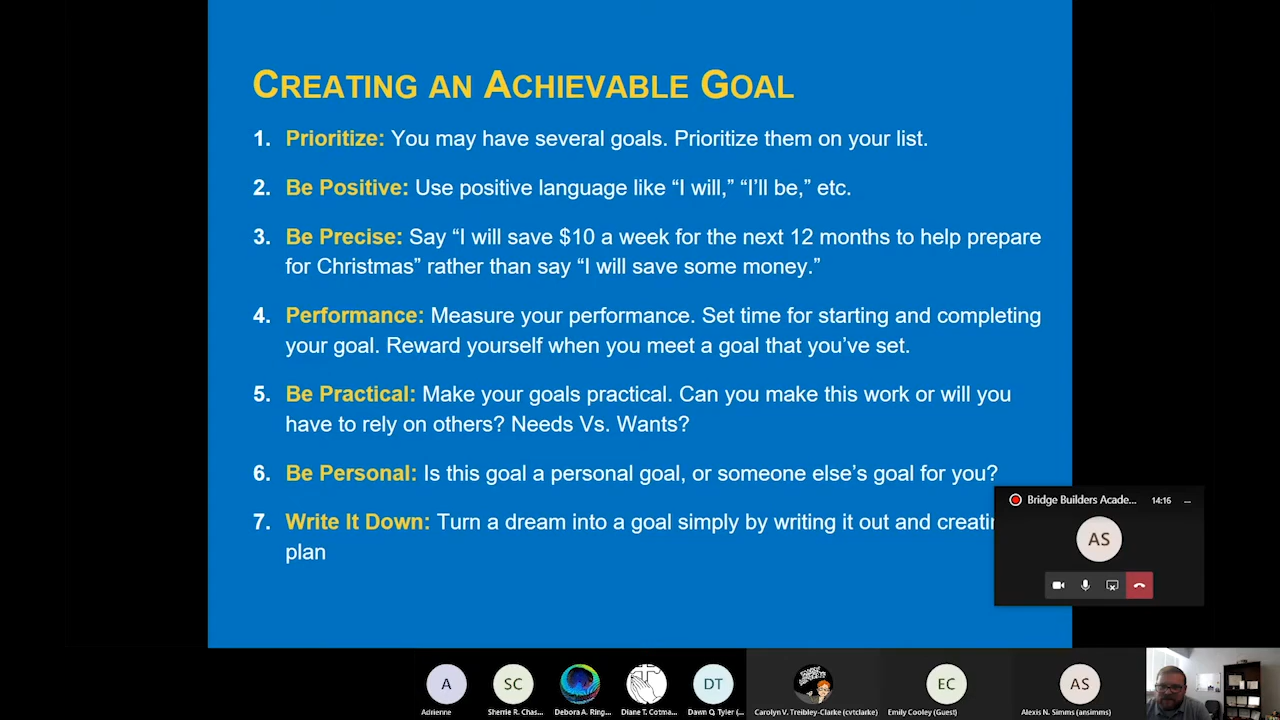 CREATING AN ACHIEVABLE GOAL
1. Prioritize: You may have several goals. Prioritize them on your list.
2. Be Positive: Use positive language like “I will,” “I’ll be,” etc.
3. Be Precise: Say “I will save $10 a week for the next 12 months to help prepare
for Christmas” rather than say “I will save some money.”
4. Performance: Measure your performance. Set time for starting and completing
your goal. Reward yourself when you meet a goal that you’ve set.
5. Be Practical: Make your goals practical. Can you make this work or will you
have to rely on others? Needs Vs. Wants?
6. Be Personal: Is this goal a personal goal, or someone else’s goal for you?
7. Write It Down: Turn a dream into a goal simply by writing it out and creatin
plan
Bridge Builders Acade... 14:16 ...
AS
A SC DT EC AS
Adrienne Sherrie R. Chas... Debora A. Ring... Diane T. Cotma... Dawn Q. Tyler (... Carolyn V. Treibley-Clarke (cvtclarke) Emily Cooley (Guest) Alexis N. Simms (ansimms)